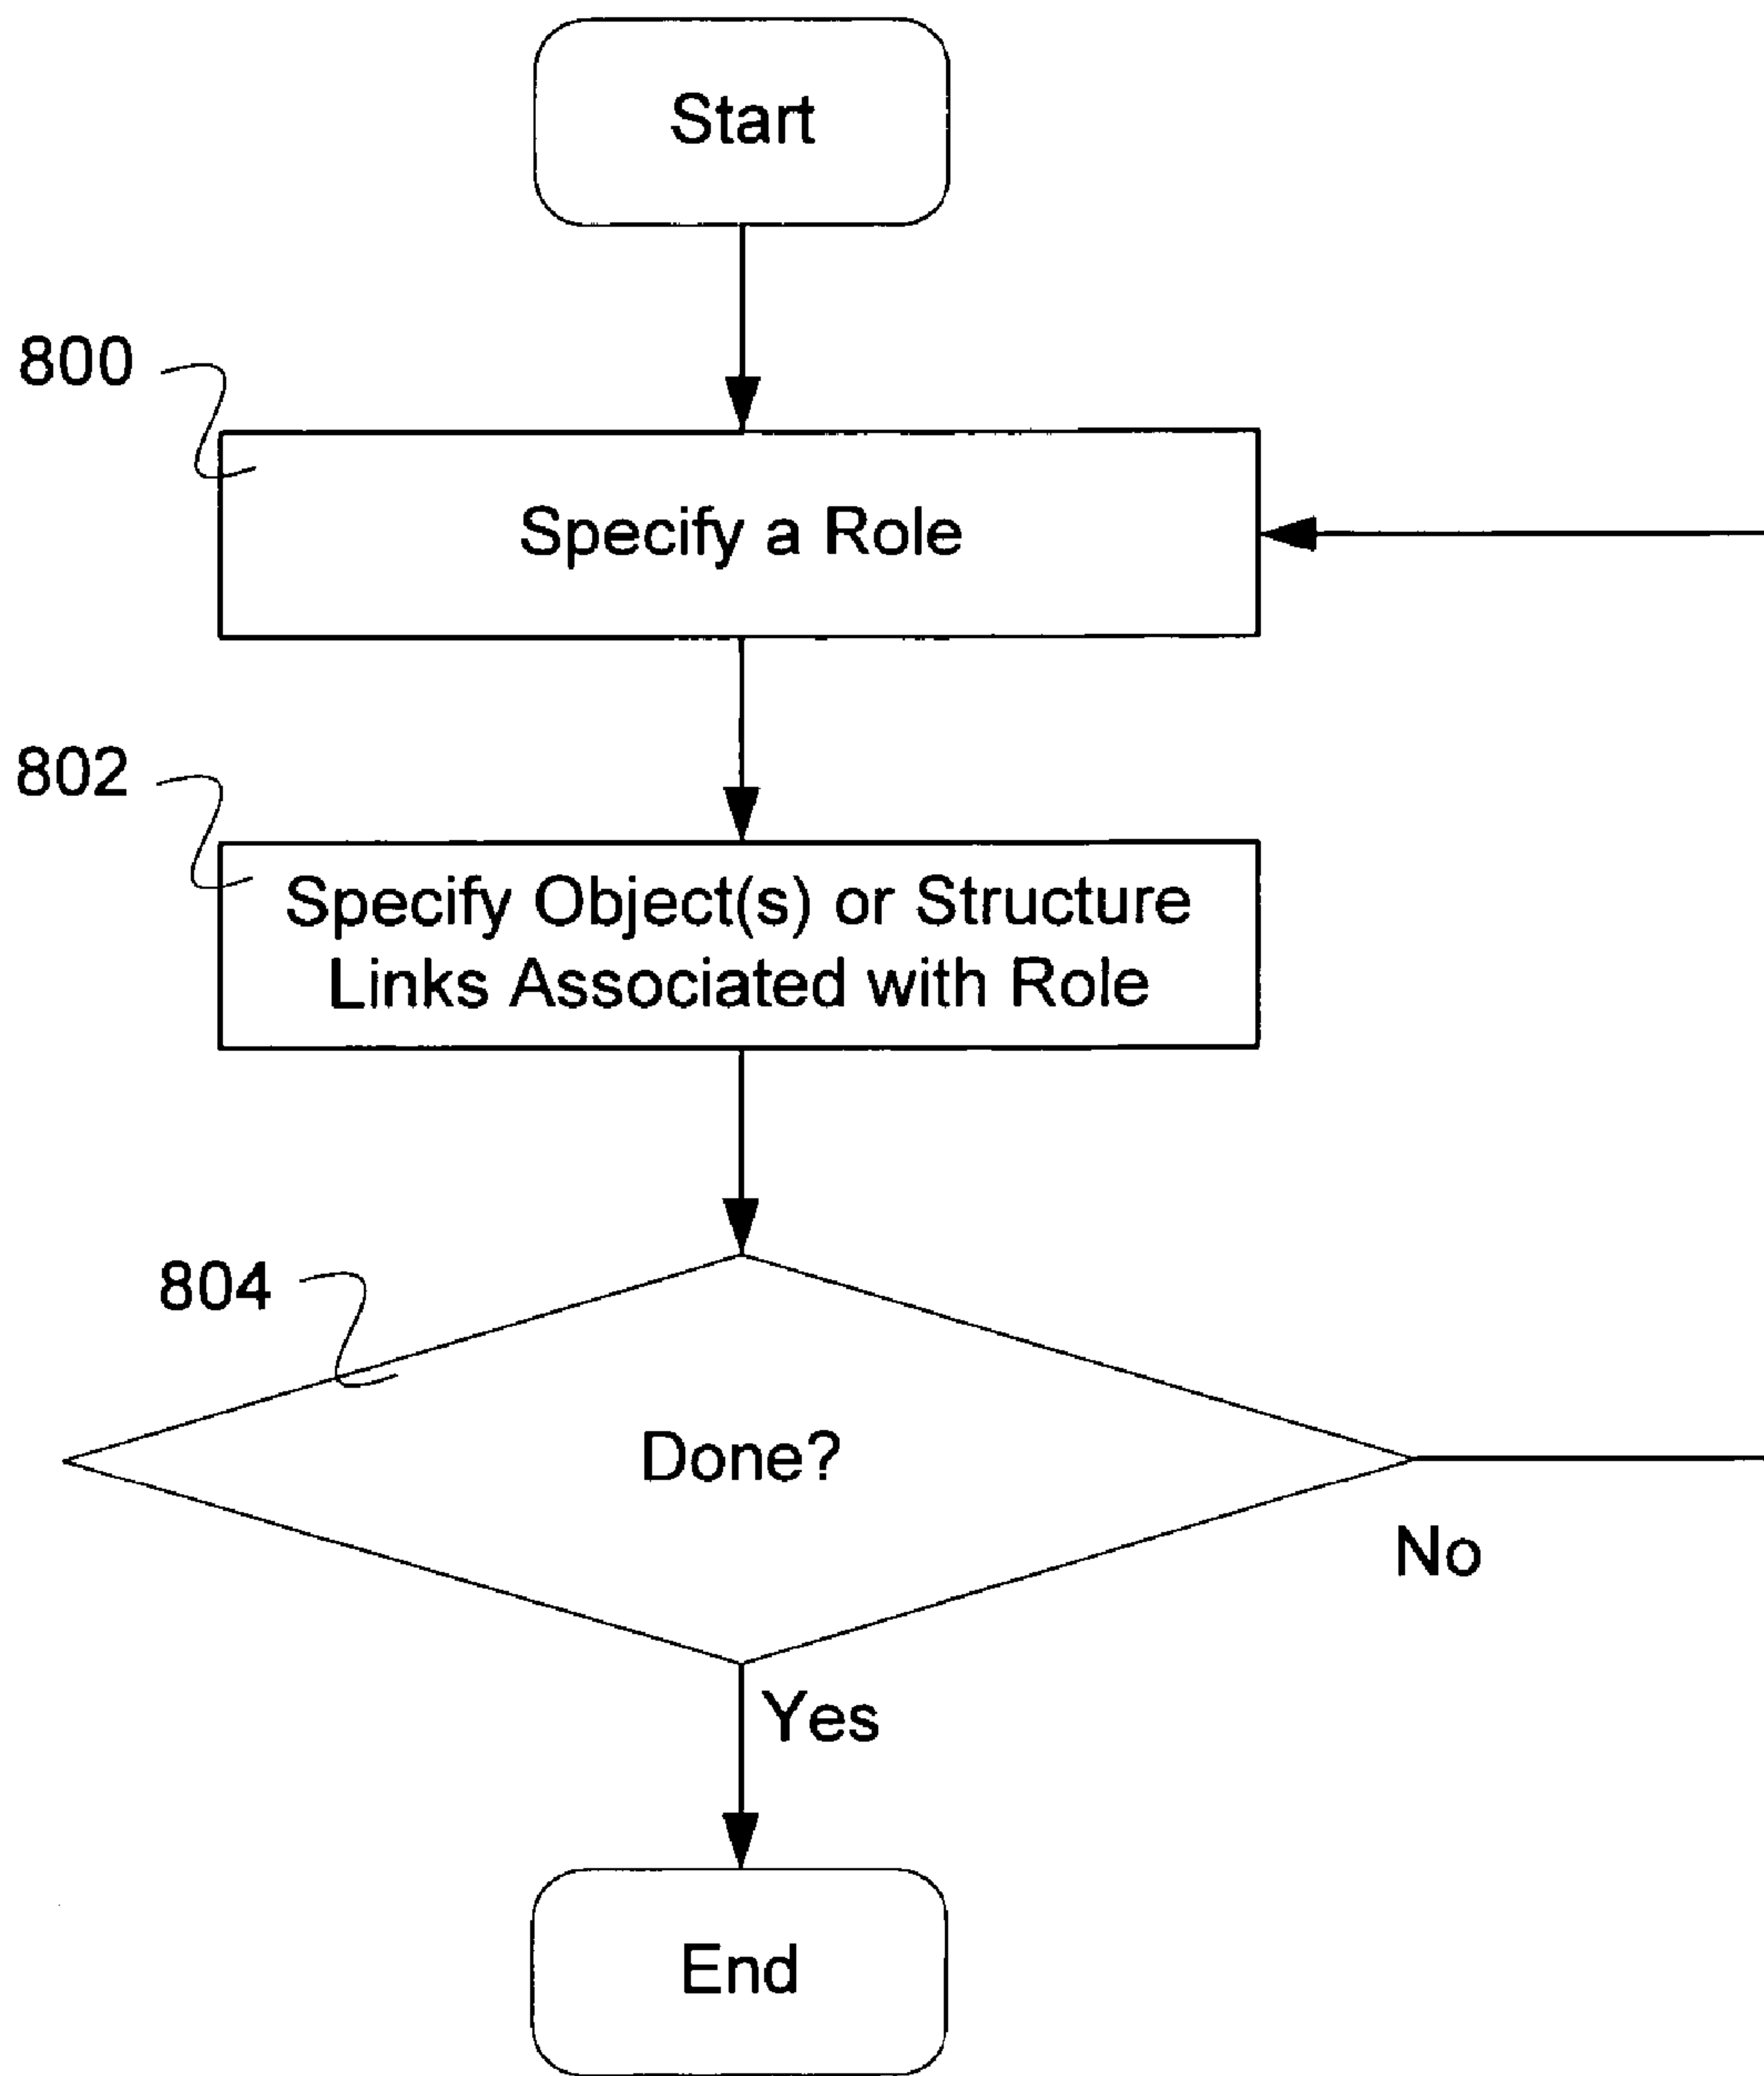 Start
800
Specify a Role
802
Specify Object(s) or Structure
Links Associated with Role
804
Done?
No
Yes
End